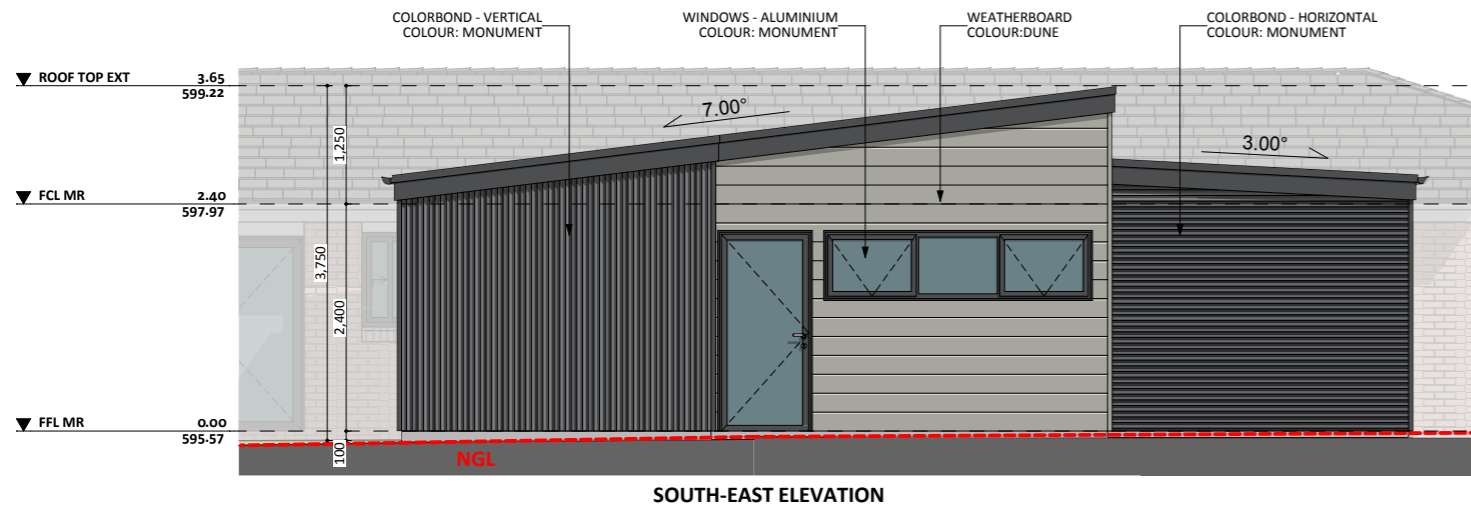 COLORBOND - VERTICAL
COLOUR: MONUMENT
WINDOWS - ALUMINIUM
COLOUR: MONUMENT
WEATHERBOARD
COLOUR:DUNE
COLORBOND - HORIZONTAL
COLOUR: MONUMENT
ROOF TOP EXT 3.65
599.22
7.00°
1,250
3.00°
FCL MR 2.40
597.97
3,750
2,400
FFL MR 0.00
595.57
100
NGL
SOUTH-EAST ELEVATION